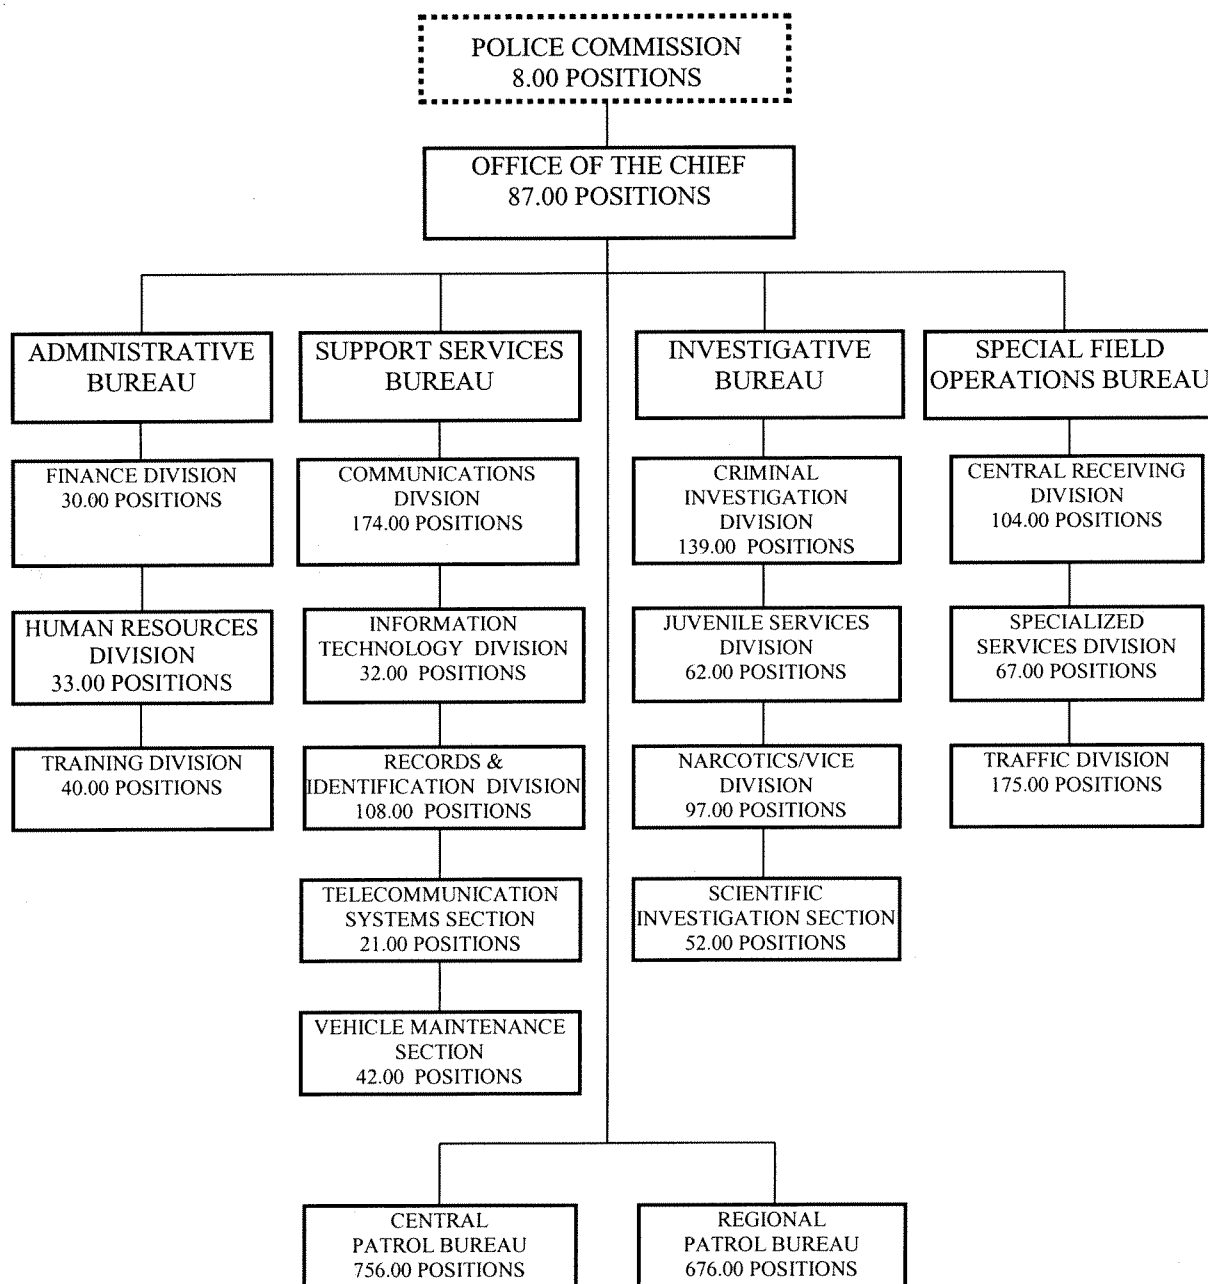 POLICE COMMISSION
8.00 POSITIONS
OFFICE OF THE CHIEF
87.00 POSITIONS
ADMINISTRATIVE
BUREAU
SUPPORT SERVICES
BUREAU
INVESTIGATIVE
BUREAU
SPECIAL FIELD
OPERATIONS BUREAU
FINANCE DIVISION
30.00 POSITIONS
COMMUNICATIONS
DIVSION
174.00 POSITIONS
CRIMINAL
INVESTIGATION
DIVISION
139.00 POSITIONS
CENTRAL RECEIVING
DIVISION
104.00 POSITIONS
HUMAN RESOURCES
DIVISION
33.00 POSITIONS
INFORMATION
TECHNOLOGY DIVISION
32.00 POSITIONS
JUVENILE SERVICES
DIVISION
62.00 POSITIONS
SPECIALIZED
SERVICES DIVISION
67.00 POSITIONS
TRAINING DIVISION
40.00 POSITIONS
RECORDS &
IDENTIFICATION DIVISION
108.00 POSITIONS
NARCOTICS/VICE
DIVISION
97.00 POSITIONS
TRAFFIC DIVISION
175.00 POSITIONS
TELECOMMUNICATION
SYSTEMS SECTION
21.00 POSITIONS
SCIENTIFIC
INVESTIGATION SECTION
52.00 POSITIONS
VEHICLE MAINTENANCE
SECTION
42.00 POSITIONS
CENTRAL
PATROL BUREAU
756.00 POSITIONS
REGIONAL
PATROL BUREAU
676.00 POSITIONS